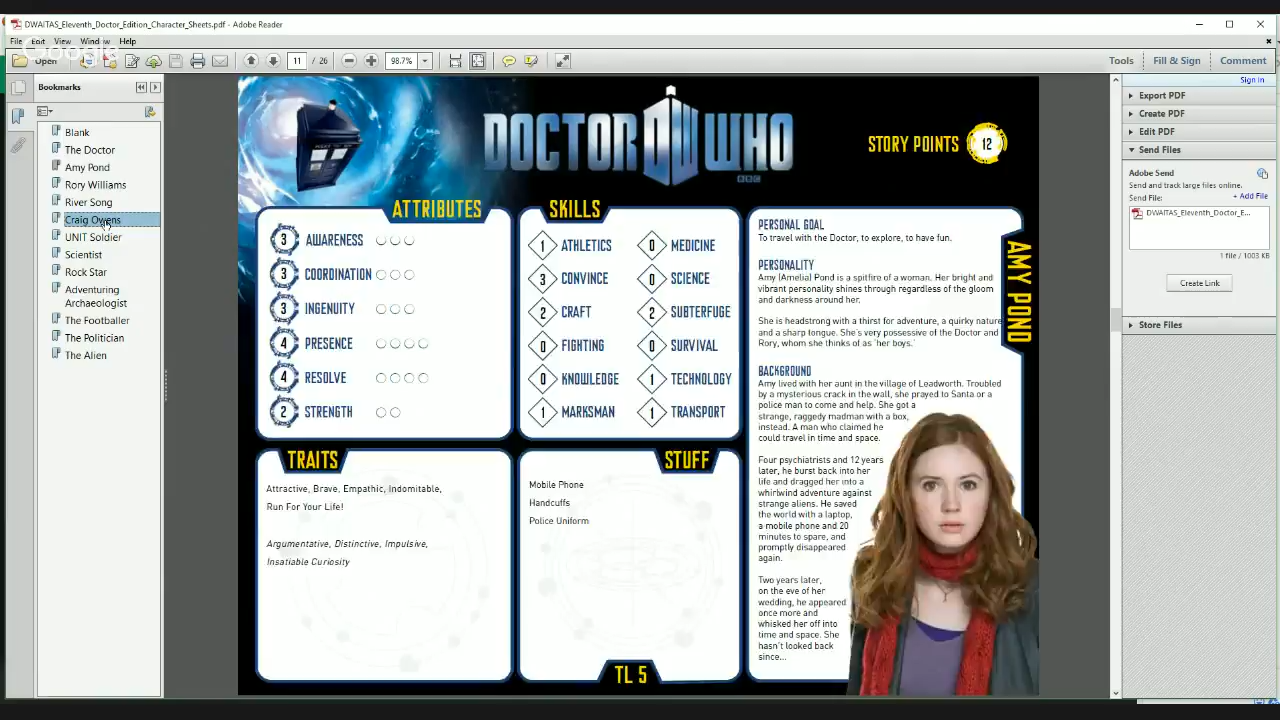 DWAITAS_Eleventh_Doctor_Edition_Character_Sheets.pdf - Adobe Reader
File Edit View Window Help
Google
Open
11 / 26
98.7%
Tools
Fill & Sign
Comment
Bookmarks
Blank
The Doctor
Amy Pond
Rory Williams
River Song
Craig Owens
UNIT Soldier
Scientist
Rock Star
Adventuring
Archaeologist
The Footballer
The Politician
The Alien
DOCTOR WHO
BBC
STORY POINTS 12
ATTRIBUTES
3 AWARENESS
3 COORDINATION
3 INGENUITY
4 PRESENCE
4 RESOLVE
2 STRENGTH
SKILLS
1 ATHLETICS
3 CONVINCE
2 CRAFT
0 FIGHTING
0 KNOWLEDGE
1 MARKSMAN
0 MEDICINE
0 SCIENCE
2 SUBTERFUGE
0 SURVIVAL
1 TECHNOLOGY
1 TRANSPORT
TRAITS
Attractive, Brave, Empathic, Indomitable,
Run For Your Life!
Argumentative, Distinctive, Impulsive,
Insatiable Curiosity
STUFF
Mobile Phone
Handcuffs
Police Uniform
TL 5
AMY POND
PERSONAL GOAL
To travel with the Doctor, to explore, to have fun.
PERSONALITY
Amy (Amelia) Pond is a spitfire of a woman. Her bright and
vibrant personality shines through regardless of the gloom
and darkness around her.
She is headstrong with a thirst for adventure, a quirky nature
and a sharp tongue. She's very possessive of the Doctor and
Rory, whom she thinks of as 'her boys.'
BACKGROUND
Amy lived with her aunt in the village of Leadworth. Troubled
by a mysterious crack in the wall, she prayed to Santa or a
police man to come and help. She got a
strange, raggedy madman with a box,
instead. A man who claimed he
could travel in time and space.
Four psychiatrists and 12 years
later, he burst back into her
life and dragged her into a
whirlwind adventure against
strange aliens. He saved
the world with a laptop,
a mobile phone and 20
minutes to spare, and
promptly disappeared
again.
Two years later,
on the eve of her
wedding, he appeared
once more and
whisked her off into
time and space. She
hasn't looked back
since...
Sign In
Export PDF
Create PDF
Edit PDF
Send Files
Adobe Send
Send and track large files online.
Send File:
+ Add File
DWAITAS_Eleventh_Doctor_E...
1 file / 1003 KB
Create Link
Store Files